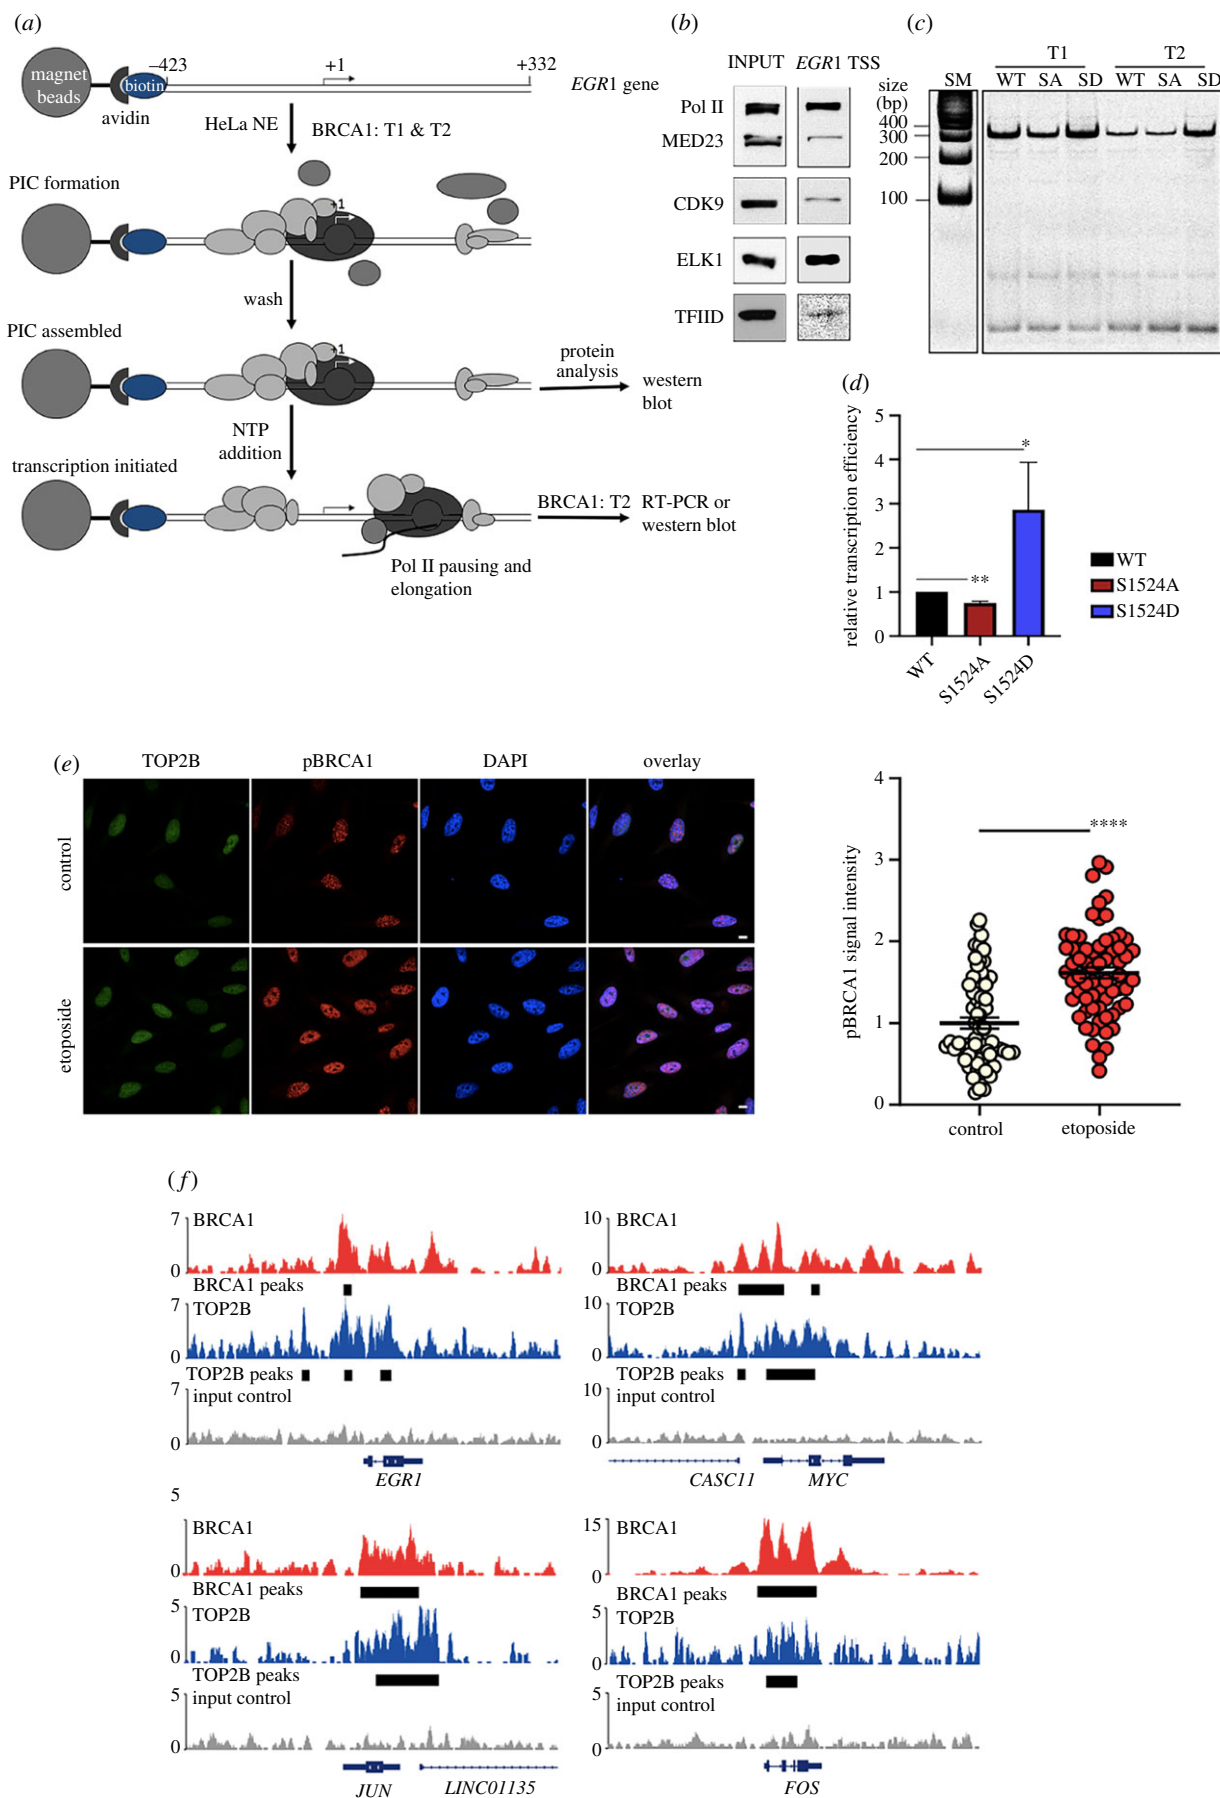 (a)
magnet
beads
avidin
biotin
–423
+1
+332
EGR1 gene
HeLa NE
BRCA1: T1 & T2
PIC formation
+1
wash
PIC assembled
+1
protein
analysis
western
blot
NTP
addition
transcription initiated
BRCA1: T2
RT-PCR or
western blot
Pol II pausing and
elongation
(b)
INPUT
EGR1 TSS
Pol II
MED23
CDK9
ELK1
TFIID
(c)
T1
T2
size
(bp)
SM
WT
SA
SD
WT
SA
SD
400
300
200
100
(d)
relative transcription efficiency
5
4
3
2
1
0
*
**
WT
S1524A
S1524D
WT
S1524A
S1524D
(e)
TOP2B
pBRCA1
DAPI
overlay
control
etoposide
pBRCA1 signal intensity
4
3
2
1
0
****
control
etoposide
(f)
7
BRCA1
0
BRCA1 peaks
7
TOP2B
0
TOP2B peaks
7
input control
0
EGR1
10
BRCA1
0
BRCA1 peaks
10
TOP2B
0
TOP2B peaks
10
input control
0
CASC11
MYC
5
BRCA1
0
BRCA1 peaks
5
TOP2B
0
TOP2B peaks
5
input control
0
JUN
LINC01135
15
BRCA1
0
BRCA1 peaks
5
TOP2B
0
TOP2B peaks
5
input control
0
FOS